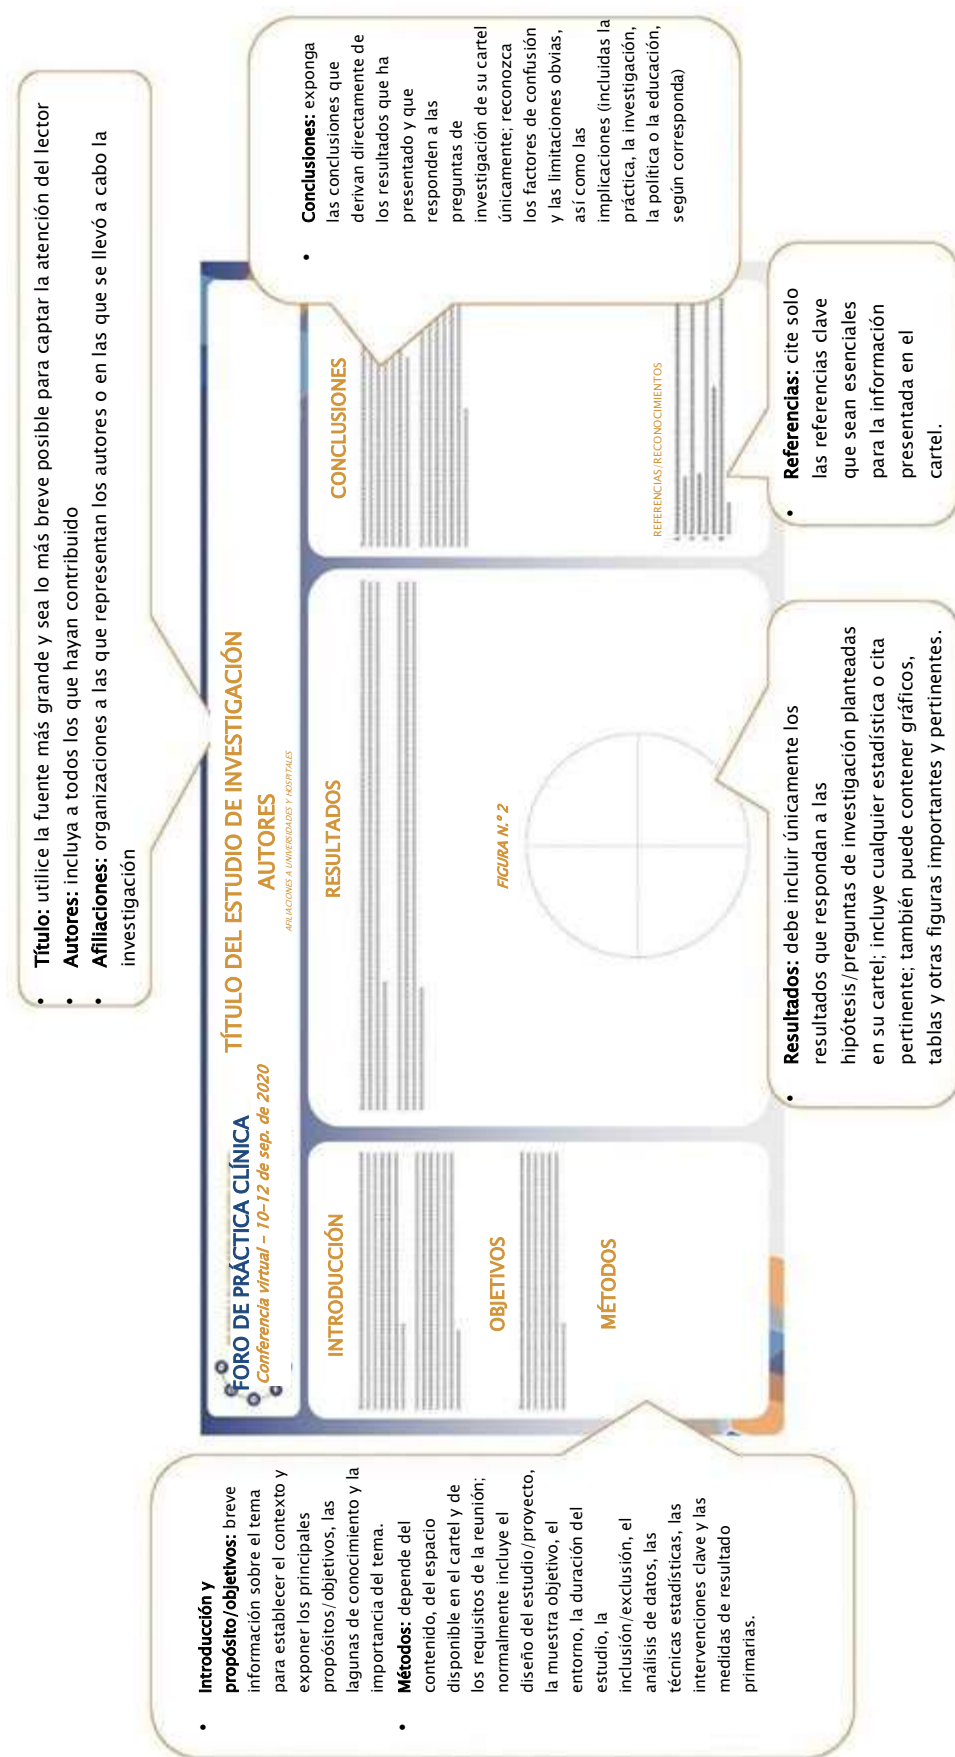 • Título: utilice la fuente más grande y sea lo más breve posible para captar la atención del lector
• Autores: incluya a todos los que hayan contribuido
• Afiliaciones: organizaciones a las que representan los autores o en las que se llevó a cabo la
investigación
FORO DE PRÁCTICA CLÍNICA
Conferencia virtual – 10-12 de sep. de 2020
TÍTULO DEL ESTUDIO DE INVESTIGACIÓN
AUTORES
AFILIACIONES A UNIVERSIDADES Y HOSPITALES
• Introducción y
propósito/objetivos: breve
información sobre el tema
para establecer el contexto y
exponer los principales
propósitos/objetivos, las
lagunas de conocimiento y la
importancia del tema.
• Métodos: depende del
contenido, del espacio
disponible en el cartel y de
los requisitos de la reunión;
normalmente incluye el
diseño del estudio/proyecto,
la muestra objetivo, el
entorno, la duración del
estudio, la
inclusión/exclusión, el
análisis de datos, las
técnicas estadísticas, las
intervenciones clave y las
medidas de resultado
primarias.
INTRODUCCIÓN
OBJETIVOS
MÉTODOS
RESULTADOS
FIGURA N.º 2
CONCLUSIONES
REFERENCIAS/RECONOCIMIENTOS
• Conclusiones: exponga
las conclusiones que
derivan directamente de
los resultados que ha
presentado y que
responden a las
preguntas de
investigación de su cartel
únicamente; reconozca
los factores de confusión
y las limitaciones obvias,
así como las
implicaciones (incluidas la
práctica, la investigación,
la política o la educación,
según corresponda)
• Resultados: debe incluir únicamente los
resultados que respondan a las
hipótesis/preguntas de investigación planteadas
en su cartel; incluye cualquier estadística o cita
pertinente; también puede contener gráficos,
tablas y otras figuras importantes y pertinentes.
• Referencias: cite solo
las referencias clave
que sean esenciales
para la información
presentada en el
cartel.